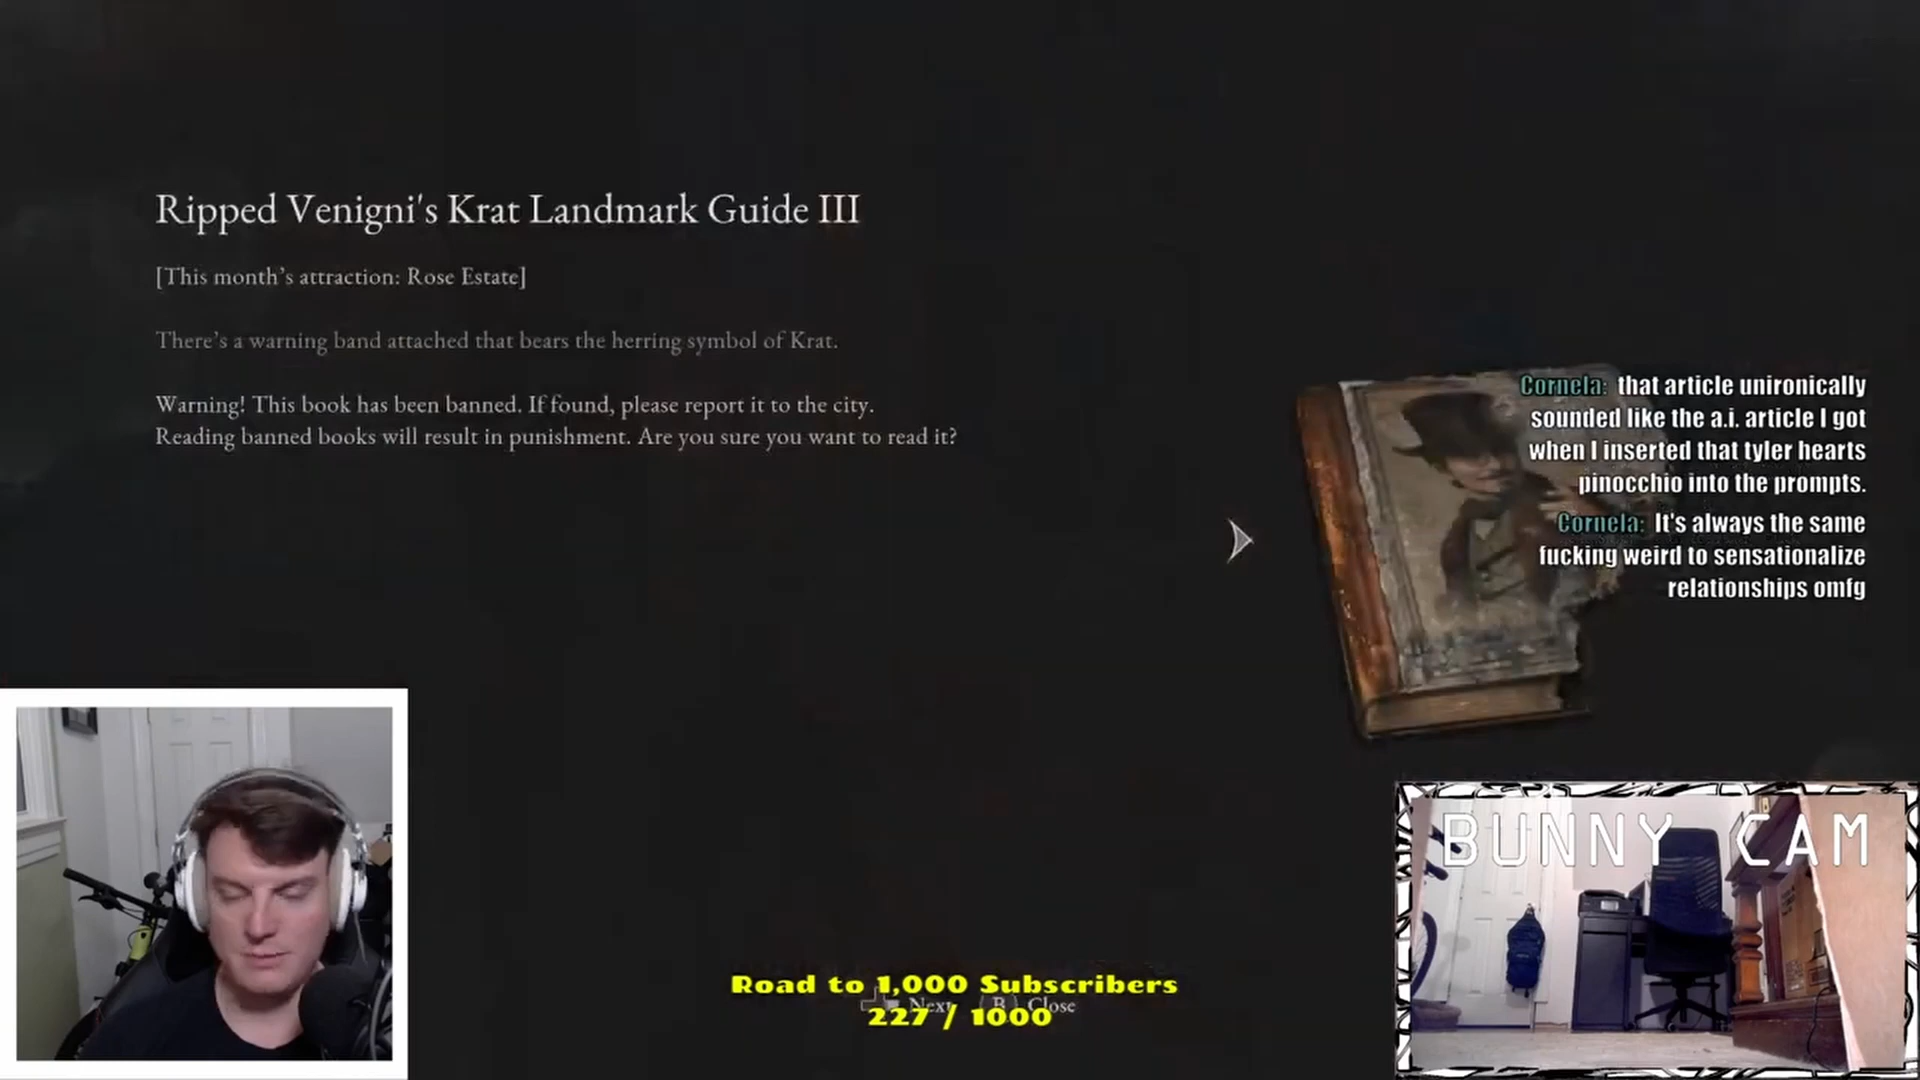 Ripped Venigni's Krat Landmark Guide III
[This month's attraction: Rose Estate]
There's a warning band attached that bears the herring symbol of Krat.
Warning! This book has been banned. If found, please report it to the city.
Reading banned books will result in punishment. Are you sure you want to read it?
Cornela: that article unironically
sounded like the a.i. article I got
when I inserted that tyler hearts
pinocchio into the prompts.
Cornela: It's always the same
fucking weird to sensationalize
relationships omfg
BUNNY CAM
Road to 1,000 Subscribers
Next B Close
227 / 1000